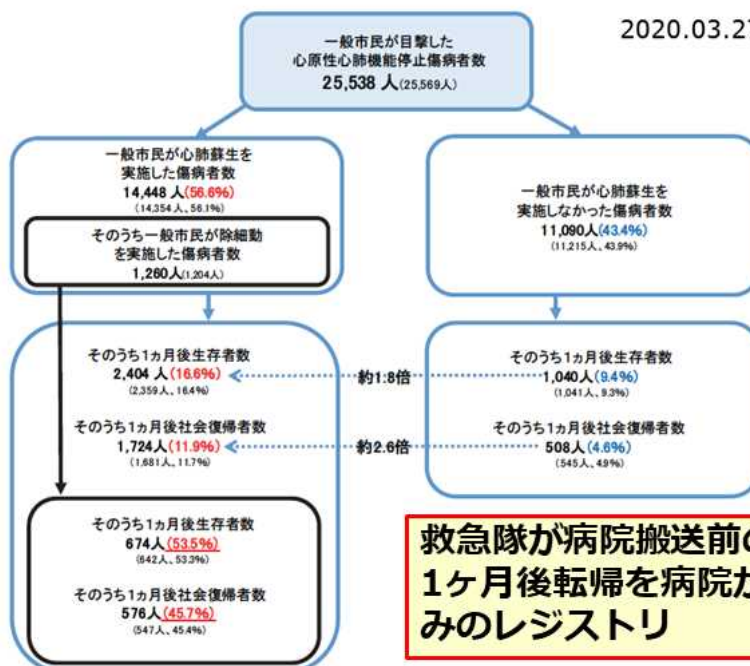 2020.03.27
一般市民が目撃した
心原性心肺機能停止傷病者数
25,538 人(25,569人)
一般市民が心肺蘇生を
実施した傷病者数
14,448 人(56.6%)
(14,354 人、56.1%)
そのうち一般市民が除細動
を実施した傷病者数
1,260人(1,204人)
一般市民が心肺蘇生を
実施しなかった傷病者数
11,090人(43.4%)
(11,215人、43.9%)
そのうち1ヵ月後生存者数
2,404 人(16.6%)
(2,359人、16.4%)
約1.8倍
そのうち1ヵ月後生存者数
1,040人(9.4%)
(1,041人、9.3%)
そのうち1ヵ月後社会復帰者数
1,724人(11.9%)
(1,681人、11.7%)
約2.6倍
そのうち1ヵ月後社会復帰者数
508人(4.6%)
(545人、4.9%)
そのうち1ヵ月後生存者数
674人(53.5%)
(642人、53.3%)
そのうち1ヵ月後社会復帰者数
576人(45.7%)
(547人、45.4%)
救急隊が病院搬送前
1ヶ月後転帰を病院
みのレジストリ